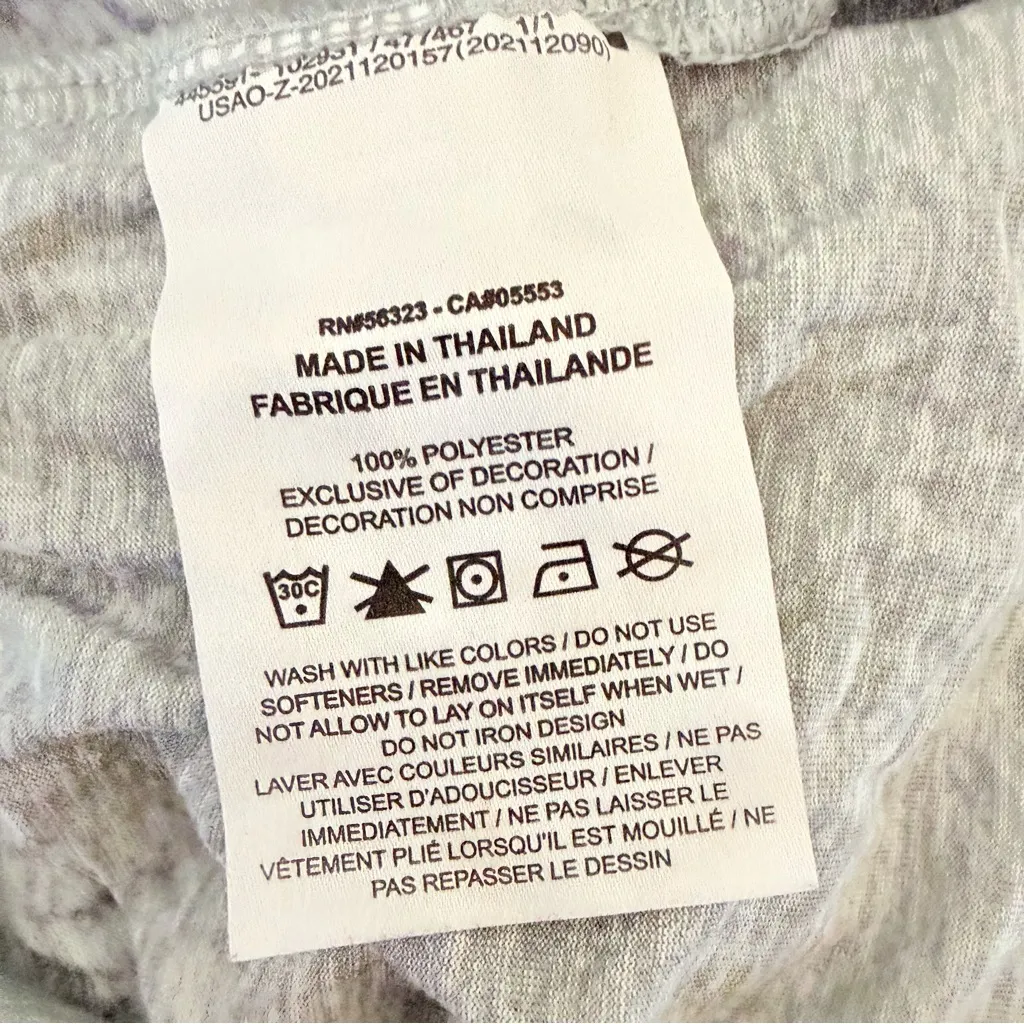 USAO-Z-2021120157(202112090)
RN#56323 - CA#05553
MADE IN THAILAND
FABRIQUE EN THAILANDE
100% POLYESTER
EXCLUSIVE OF DECORATION /
DECORATION NON COMPRISE
30C
WASH WITH LIKE COLORS / DO NOT USE
SOFTENERS / REMOVE IMMEDIATELY / DO
NOT ALLOW TO LAY ON ITSELF WHEN WET /
DO NOT IRON DESIGN
LAVER AVEC COULEURS SIMILAIRES / NE PAS
UTILISER D'ADOUCISSEUR / ENLEVER
IMMEDIATEMENT / NE PAS LAISSER LE
VÊTEMENT PLIÉ LORSQU'IL EST MOUILLÉ / NE
PAS REPASSER LE DESSIN